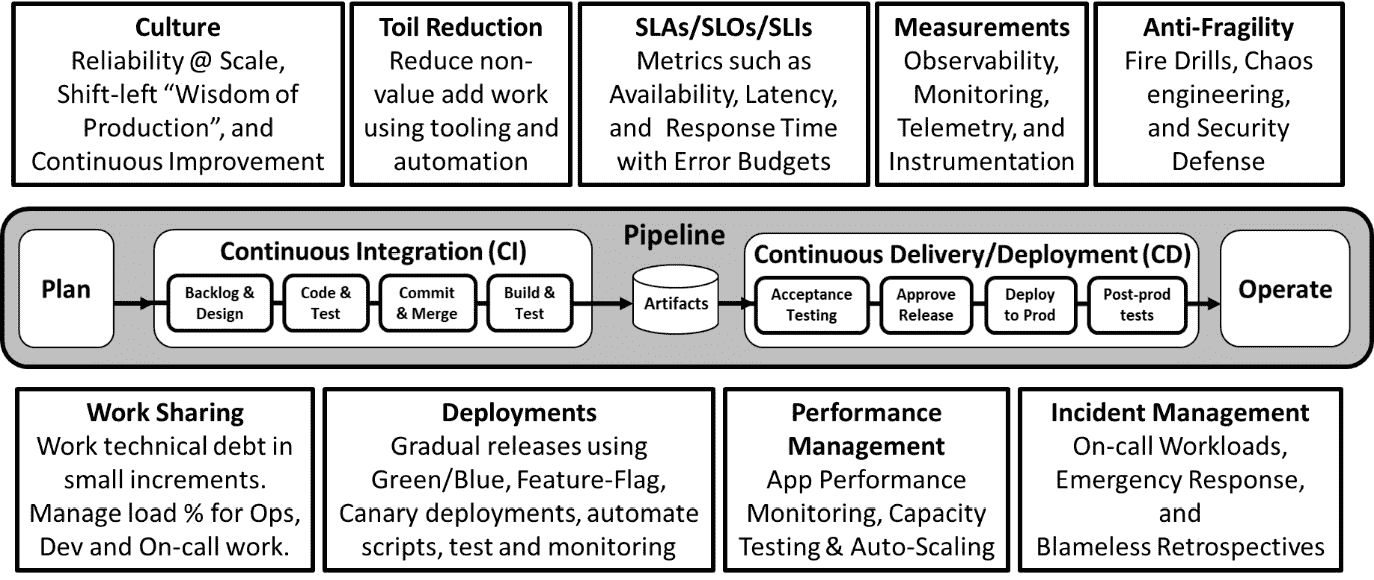 Culture
Reliability @ Scale,
Shift-left “Wisdom of
Production”, and
Continuous Improvement
Toil Reduction
Reduce non-
value add work
using tooling and
automation
SLAs/SLOs/SLIs
Metrics such as
Availability, Latency,
and Response Time
with Error Budgets
Measurements
Observability,
Monitoring,
Telemetry, and
Instrumentation
Anti-Fragility
Fire Drills, Chaos
engineering,
and Security
Defense
Pipeline
Plan
Continuous Integration (CI)
Backlog &
Design
Code &
Test
Commit
& Merge
Build &
Test
Artifacts
Continuous Delivery/Deployment (CD)
Acceptance
Testing
Approve
Release
Deploy
to Prod
Post-prod
tests
Operate
Work Sharing
Work technical debt in
small increments.
Manage load % for Ops,
Dev and On-call work.
Deployments
Gradual releases using
Green/Blue, Feature-Flag,
Canary deployments, automate
scripts, test and monitoring
Performance
Management
App Performance
Monitoring, Capacity
Testing & Auto-Scaling
Incident Management
On-call Workloads,
Emergency Response,
and
Blameless Retrospectives